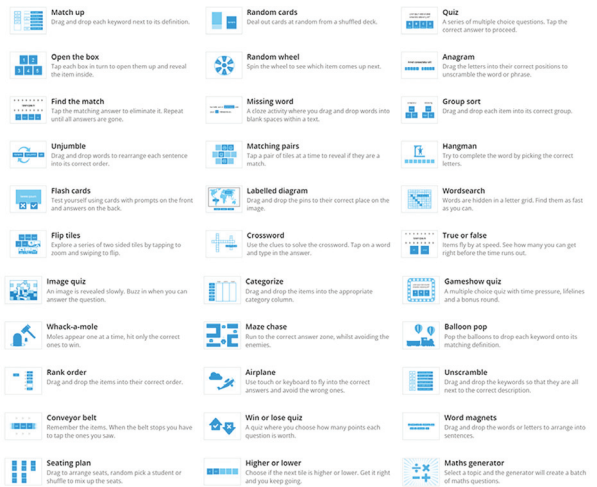 Match up
Drag and drop each keyword next to its definition.
Random cards
Deal out cards at random from a shuffled deck.
Quiz
A series of multiple choice questions. Tap the
correct answer to proceed.
Open the box
Tap each box in turn to open them up and reveal
the item inside.
Random wheel
Spin the wheel to see which item comes up next.
Anagram
Drag the letters into their correct positions to
unscramble the word or phrase.
Find the match
Tap the matching answer to eliminate it. Repeat
until all answers are gone.
Missing word
A cloze activity where you drag and drop words into
blank spaces within a text.
Group sort
Drag and drop each item into its correct group.
Unjumble
Drag and drop words to rearrange each sentence
into its correct order.
Matching pairs
Tap a pair of tiles at a time to reveal if they are a
match.
Hangman
Try to complete the word by picking the correct
letters.
Flash cards
Test yourself using cards with prompts on the front
and answers on the back.
Labelled diagram
Drag and drop the pins to their correct place on the
image.
Wordsearch
Words are hidden in a letter grid. Find them as fast
as you can.
Flip tiles
Explore a series of two sided tiles by tapping to
zoom and swiping to flip.
Crossword
Use the clues to solve the crossword. Tap on a word
and type in the answer.
True or false
Items fly by at speed. See how many you can get
right before the time runs out.
Image quiz
An image is revealed slowly. Buzz in when you can
answer the question.
Categorize
Drag and drop the items into the appropriate
category column.
Gameshow quiz
A multiple choice quiz with time pressure, lifelines
and a bonus round.
Whack-a-mole
Moles appear one at a time, hit only the correct
ones to win.
Maze chase
Run to the correct answer zone, whilst avoiding the
enemies.
Balloon pop
Pop the balloons to drop each keyword onto its
matching definition.
Rank order
Drag and drop the items into their correct order.
Airplane
Use touch or keyboard to fly into the correct
answers and avoid the wrong ones.
Unscramble
Drag and drop the keywords so that they are all
next to the correct description.
Conveyor belt
Remember the items. When the belt stops you have
to tap the ones you saw.
Win or lose quiz
A quiz where you choose how many points each
question is worth.
Word magnets
Drag and drop the words or letters to arrange into
sentences.
Seating plan
Drag to arrange seats, random pick a student or
shuffle to mix up the seats.
Higher or lower
Choose if the next tile is higher or lower. Get it right
and you keep going.
Maths generator
Select a topic and the generator will create a batch
of maths questions.